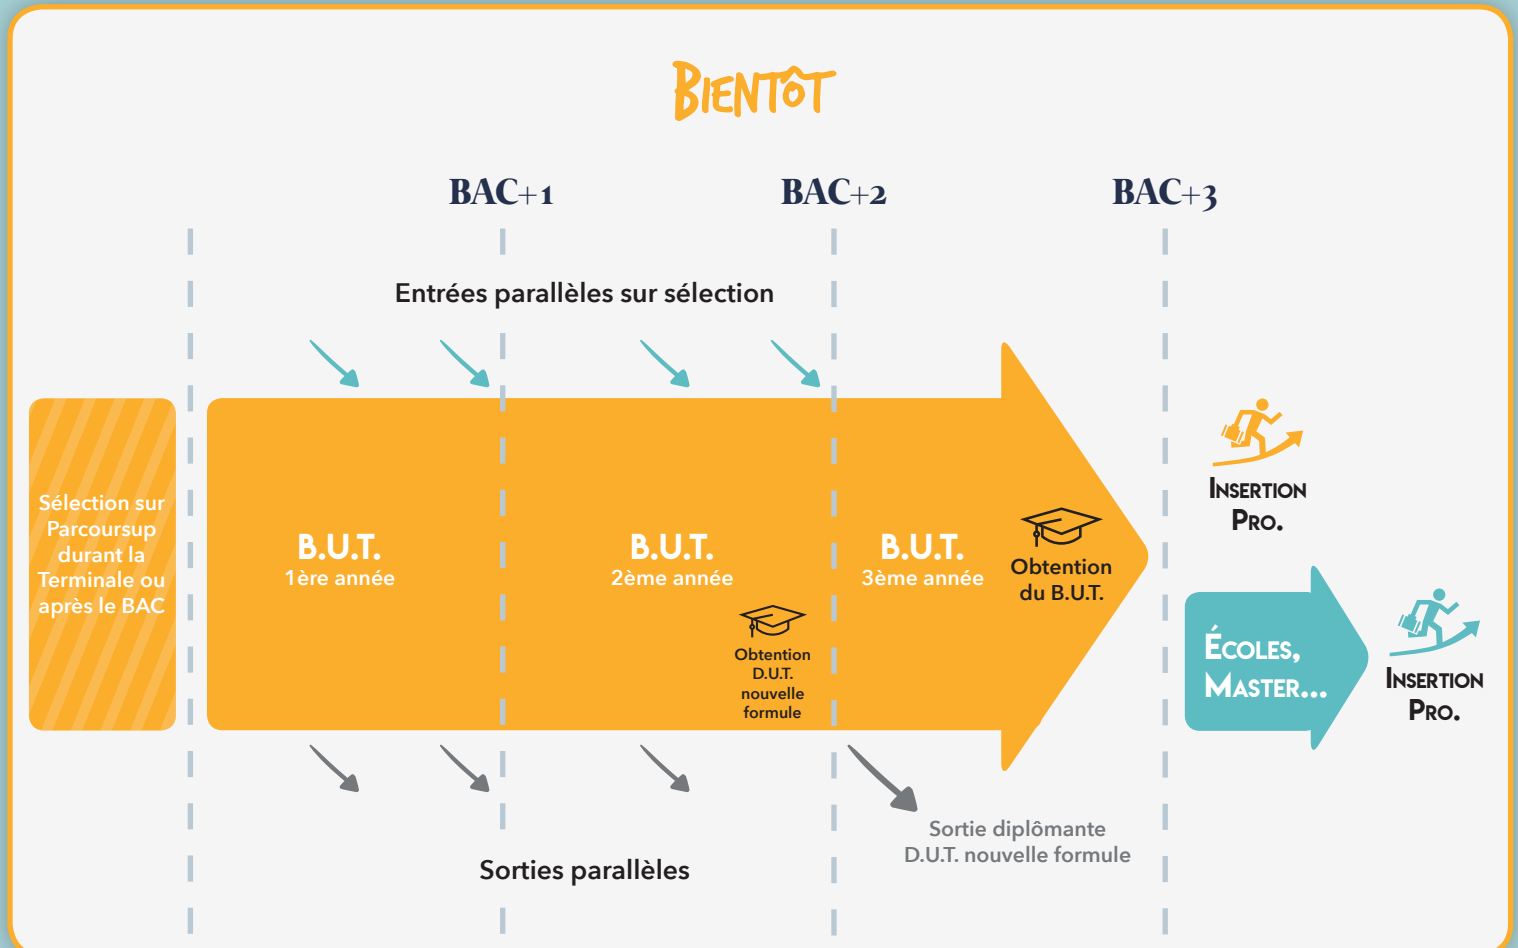 BIENTÔT
BAC+1
BAC+2
BAC+3
Entrées parallèles sur sélection
Sélection sur
Parcoursup
durant la
Terminale ou
après le BAC
B.U.T.
1ère année
B.U.T.
2ème année
Obtention
D.U.T.
nouvelle
formule
B.U.T.
3ème année
Obtention
du B.U.T.
INSERTION
PRO.
ÉCOLES,
MASTER...
INSERTION
PRO.
Sortie diplômante
D.U.T. nouvelle formule
Sorties parallèles